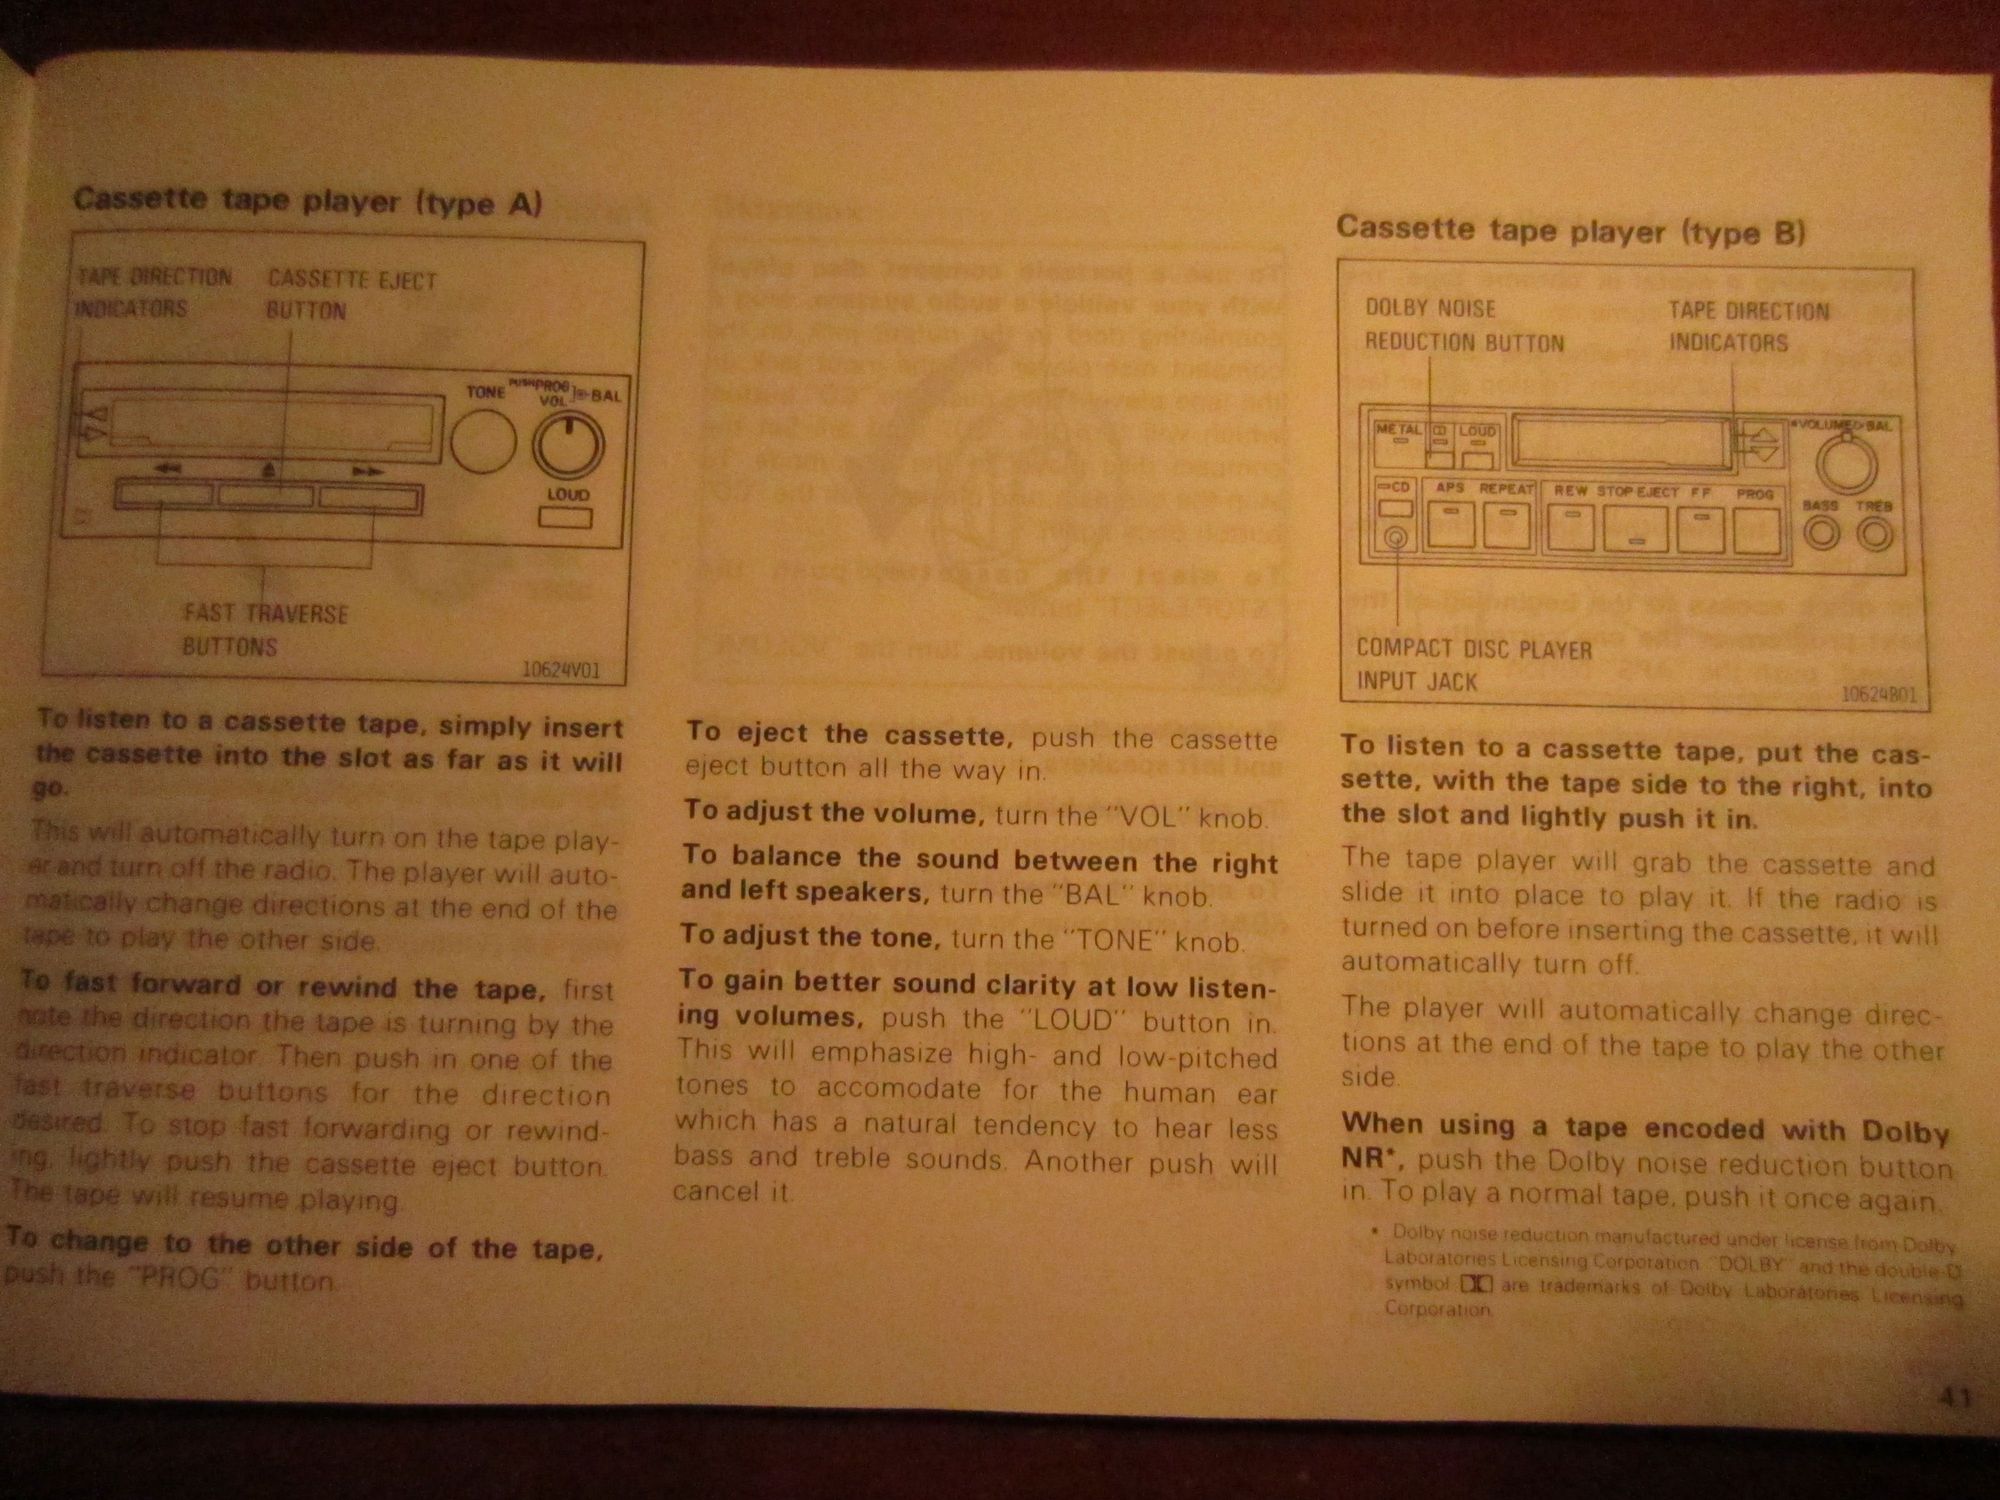 Cassette tape player (type A)
TAPE DIRECTION
INDICATORS
CASSETTE EJECT
BUTTON
TONE
PUSH PROG
VOL
BAL
LOUD
FAST TRAVERSE
BUTTONS
10624V01
To listen to a cassette tape, simply insert
the cassette into the slot as far as it will
go.
This will automatically turn on the tape play-
er and turn off the radio. The player will auto-
matically change directions at the end of the
tape to play the other side.
To fast forward or rewind the tape, first
note the direction the tape is turning by the
direction indicator. Then push in one of the
fast traverse buttons for the direction
desired. To stop fast forwarding or rewind-
ing, lightly push the cassette eject button.
The tape will resume playing.
To change to the other side of the tape,
push the "PROG" button.
To eject the cassette, push the cassette
eject button all the way in.
To adjust the volume, turn the "VOL" knob.
To balance the sound between the right
and left speakers, turn the "BAL" knob.
To adjust the tone, turn the "TONE" knob.
To gain better sound clarity at low listen-
ing volumes, push the "LOUD" button in.
This will emphasize high- and low-pitched
tones to accomodate for the human ear
which has a natural tendency to hear less
bass and treble sounds. Another push will
cancel it.
Cassette tape player (type B)
DOLBY NOISE
REDUCTION BUTTON
TAPE DIRECTION
INDICATORS
METAL
LOUD
VOLUME
BAL
CD
APS
REPEAT
REW
STOP EJECT
FF
PROG
BASS
TREB
COMPACT DISC PLAYER
INPUT JACK
10624B01
To listen to a cassette tape, put the cas-
sette, with the tape side to the right, into
the slot and lightly push it in.
The tape player will grab the cassette and
slide it into place to play it. If the radio is
turned on before inserting the cassette, it will
automatically turn off.
The player will automatically change direc-
tions at the end of the tape to play the other
side.
When using a tape encoded with Dolby
NR*, push the Dolby noise reduction button
in. To play a normal tape, push it once again.
* Dolby noise reduction manufactured under license from Dolby
Laboratories Licensing Corporation. "DOLBY" and the double-D
symbol are trademarks of Dolby Laboratories Licensing
Corporation.
41